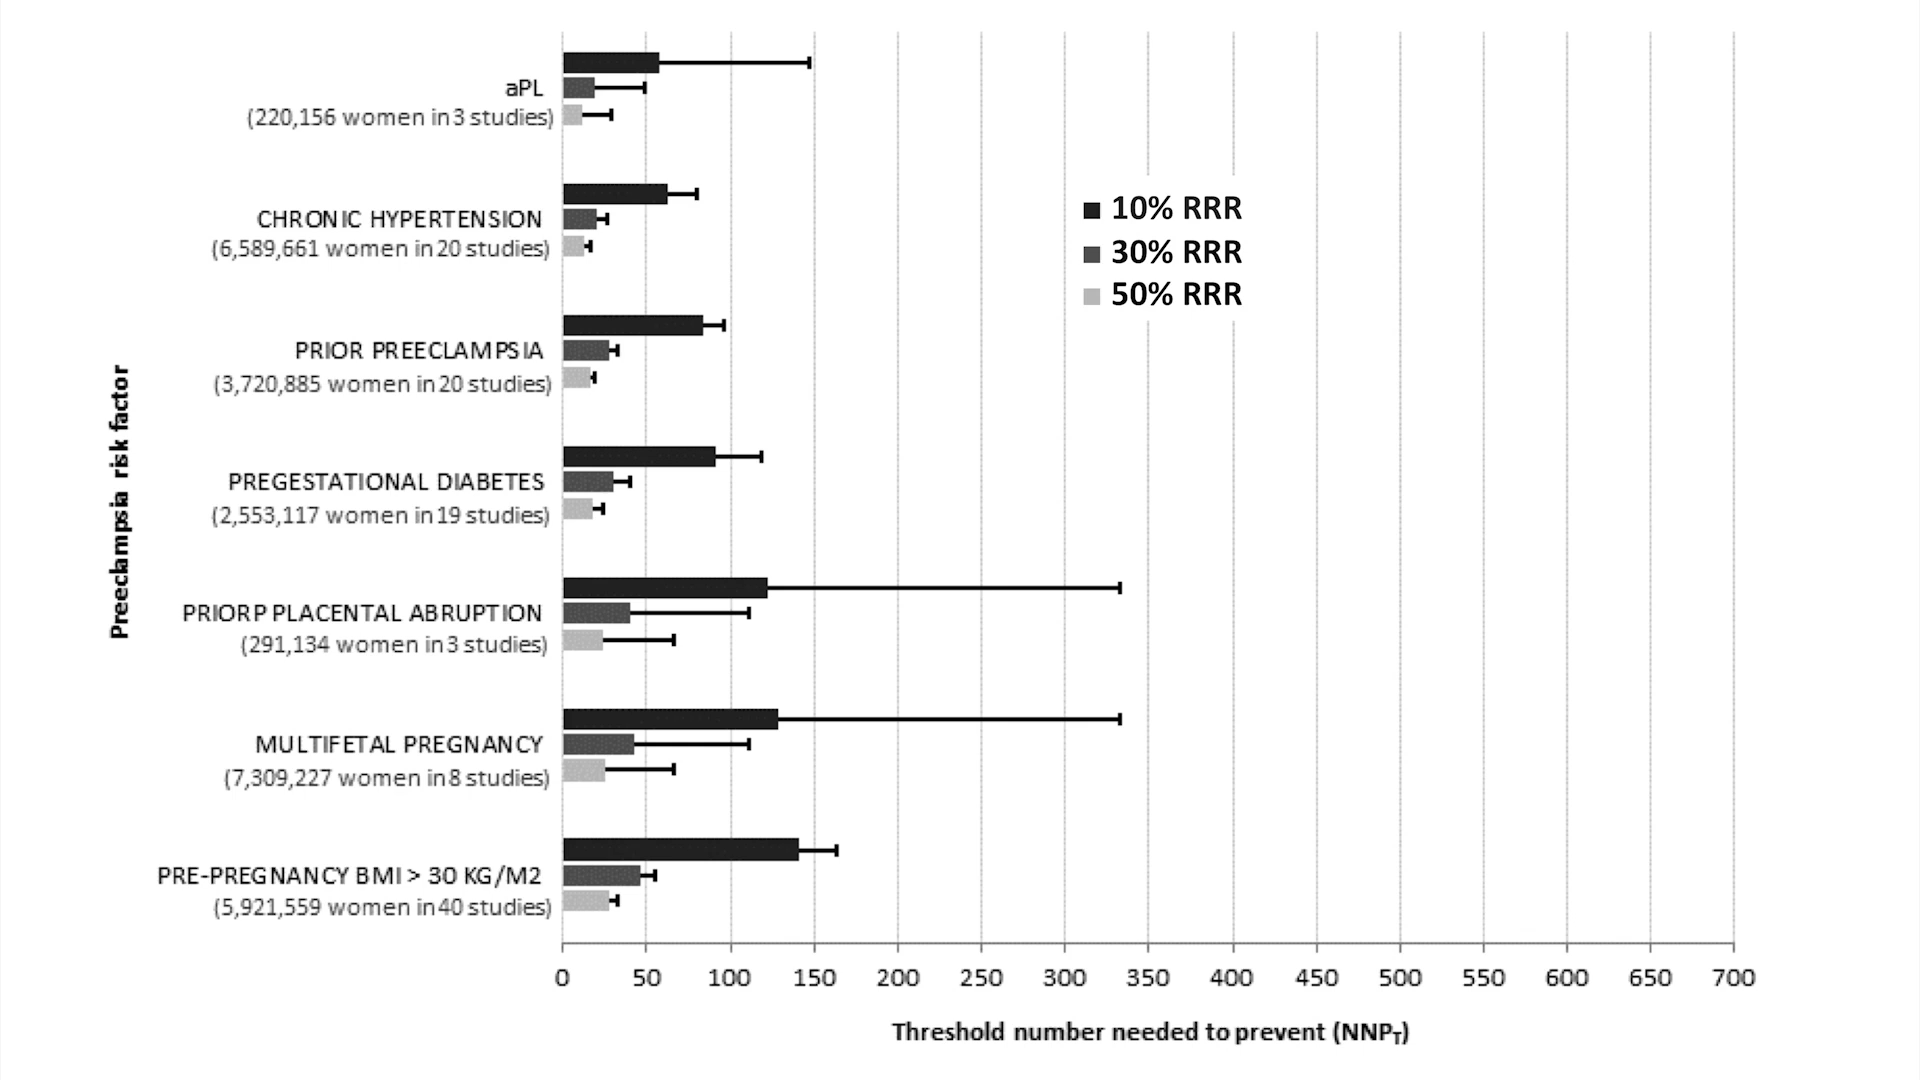 aPL
(220,156 women in 3 studies)
CHRONIC HYPERTENSION
(6,589,661 women in 20 studies)
PRIOR PREECLAMPSIA
(3,720,885 women in 20 studies)
PREGESTATIONAL DIABETES
(2,553,117 women in 19 studies)
PRIORP PLACENTAL ABRUPTION
(291,134 women in 3 studies)
MULTIFETAL PREGNANCY
(7,309,227 women in 8 studies)
PRE-PREGNANCY BMI > 30 KG/M2
(5,921,559 women in 40 studies)
Preeclampsia risk factor
10% RRR
30% RRR
50% RRR
0 50 100 150 200 250 300 350 400 450 500 550 600 650 700
Threshold number needed to prevent (NNPT)